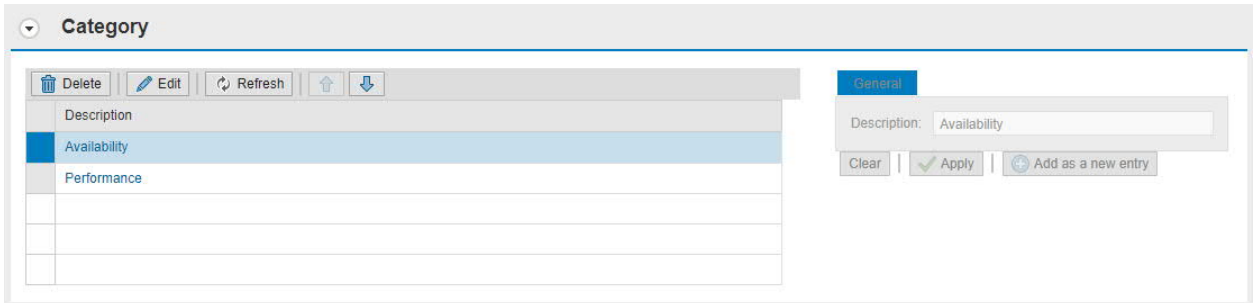 Category
Delete Edit Refresh
Description
Availability
Performance
General
Description: Availability
Clear Apply Add as a new entry